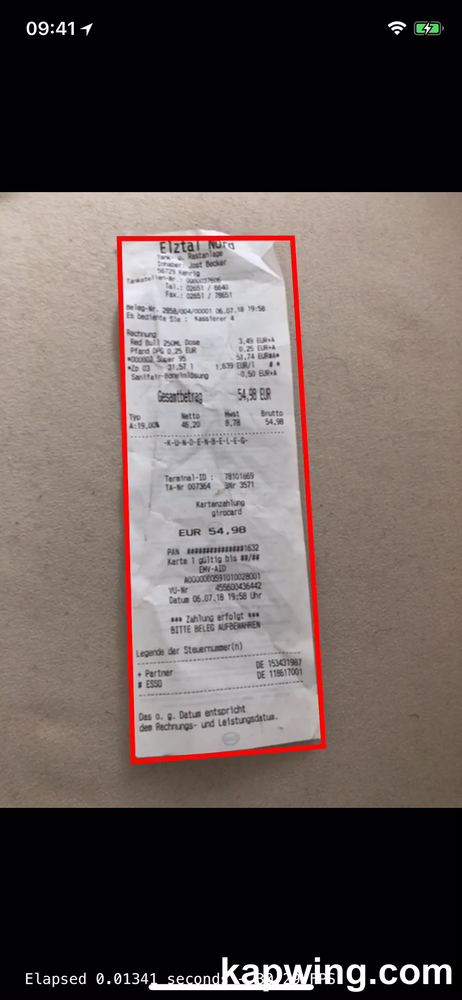 09:41
Elztal Nord
Tank- u. Rastanlage
Inhaber: Jost Becker
56729 Kehrig
Tankstellen-Nr.: 0000037606
Tel.: 02651 / 6640
Fax.: 02651 / 78651
Beleg-Nr. 2858/004/00001 06.07.18 19:58
Es bediente Sie : Kassierer 4
Rechnung
Red Bull 250ML Dose 3,49 EUR+A
Pfand DPG 0,25 EUR 0,25 EUR+A
*000002 Super 95 51,74 EUR#A*
*Zp 03 31,57 l 1,639 EUR/l # *
Sanifair-Boneinlösung -0,50 EUR+A
Gesamtbetrag 54,98 EUR
Typ Netto Mwst Brutto
A:19,00% 46,20 8,78 54,98
-K-U-N-D-E-N-B-E-L-E-G-
Terminal-ID : 78101869
TA-Nr 007364 BNr 3571
Kartenzahlung
girocard
EUR 54,98
PAN ###############1632
Karte 1 gültig bis ##/##
EMV-AID
A0000003591010028001
VU-Nr 455600436442
Datum 06.07.18 19:58 Uhr
*** Zahlung erfolgt ***
BITTE BELEG AUFBEWAHREN
Legende der Steuernummer(n)
+ Partner DE 153431987
# ESSO DE 118617001
Das o. g. Datum entspricht
dem Rechnungs- und Leistungsdatum.
kapwing.com
Elapsed 0.01341 seconds - FPS